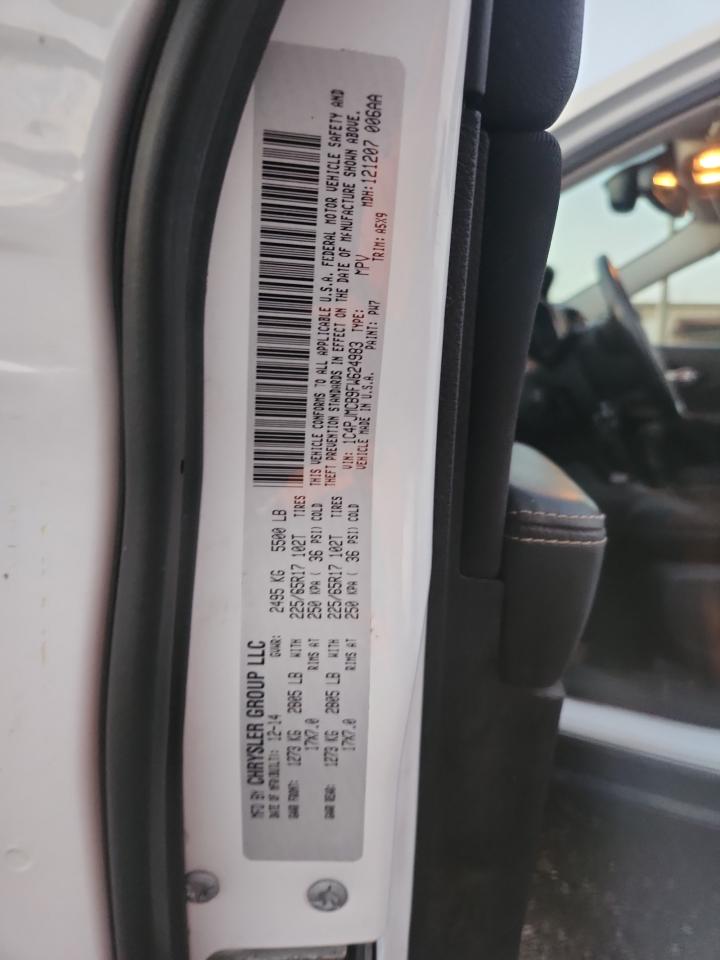 MFD BY CHRYSLER GROUP LLC
DATE OF MFR(BUILT): 12-14 GVWR: 2495 KG 5500 LB
GAWR FRONT: 1273 KG 2805 LB WITH 225/65R17 102T TIRES
17X7.0 RIMS AT 250 KPA ( 36 PSI) COLD
GAWR REAR: 1273 KG 2805 LB WITH 225/65R17 102T TIRES
17X7.0 RIMS AT 250 KPA ( 36 PSI) COLD
THIS VEHICLE CONFORMS TO ALL APPLICABLE U.S.A. FEDERAL MOTOR VEHICLE SAFETY AND
THEFT PREVENTION STANDARDS IN EFFECT ON THE DATE OF MANUFACTURE SHOWN ABOVE.
VIN: 1C4PJMCB9FW624983 TYPE: MPV MDH: 121207 006AA
VEHICLE MADE IN U.S.A. PAINT: PW7 TRIM: A5X9